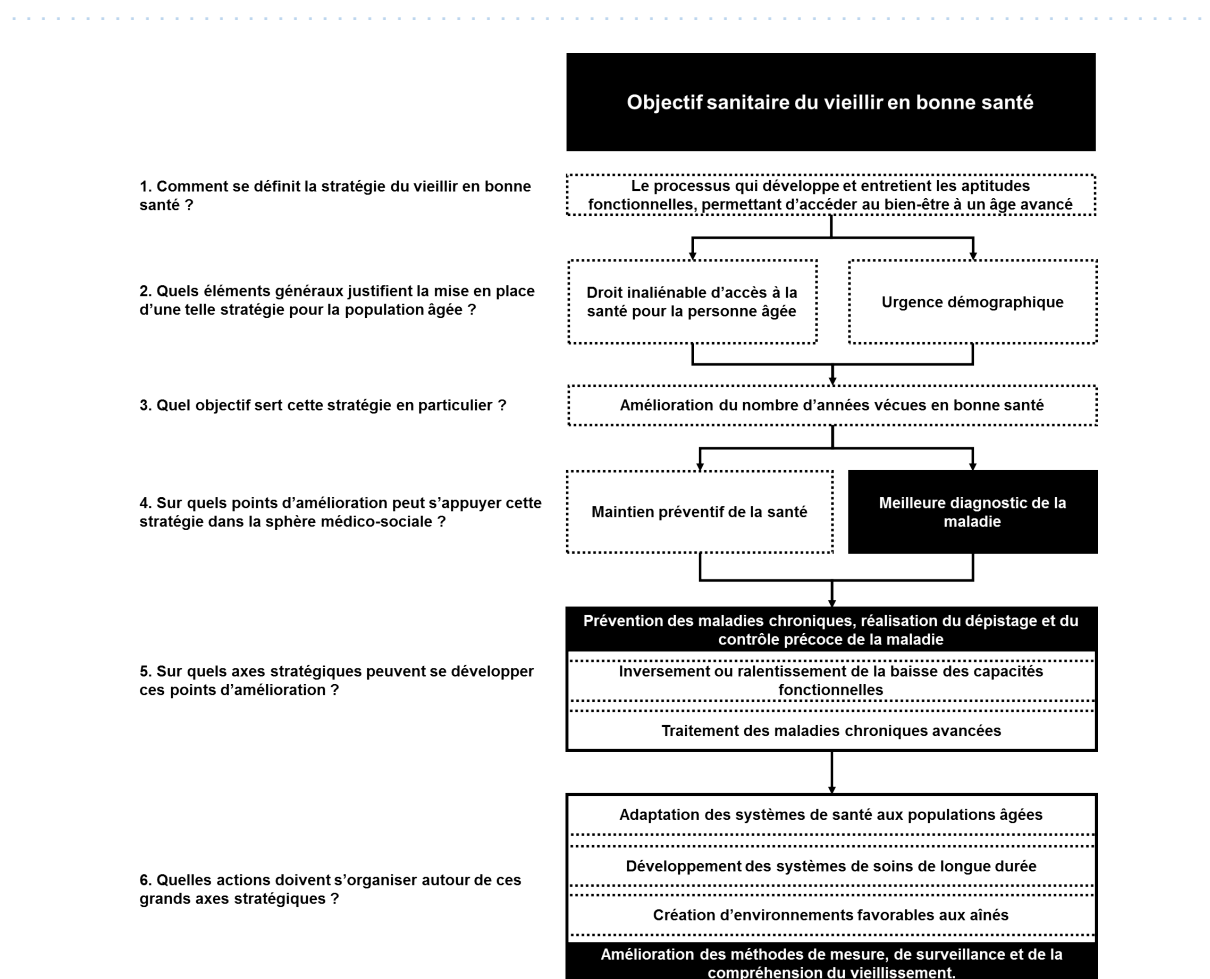 Objectif sanitaire du vieillir en bonne santé
1. Comment se définit la stratégie du vieillir en bonne
santé ?
Le processus qui développe et entretient les aptitudes
fonctionnelles, permettant d’accéder au bien-être à un âge avancé
2. Quels éléments généraux justifient la mise en place
d’une telle stratégie pour la population âgée ?
Droit inaliénable d’accès à la
santé pour la personne âgée
Urgence démographique
3. Quel objectif sert cette stratégie en particulier ?
Amélioration du nombre d’années vécues en bonne santé
4. Sur quels points d’amélioration peut s’appuyer cette
stratégie dans la sphère médico-sociale ?
Maintien préventif de la santé
Meilleure diagnostic de la
maladie
5. Sur quels axes stratégiques peuvent se développer
ces points d’amélioration ?
Prévention des maladies chroniques, réalisation du dépistage et du
contrôle précoce de la maladie
Inversement ou ralentissement de la baisse des capacités
fonctionnelles
Traitement des maladies chroniques avancées
6. Quelles actions doivent s’organiser autour de ces
grands axes stratégiques ?
Adaptation des systèmes de santé aux populations âgées
Développement des systèmes de soins de longue durée
Création d’environnements favorables aux aînés
Amélioration des méthodes de mesure, de surveillance et de la
compréhension du vieillissement.